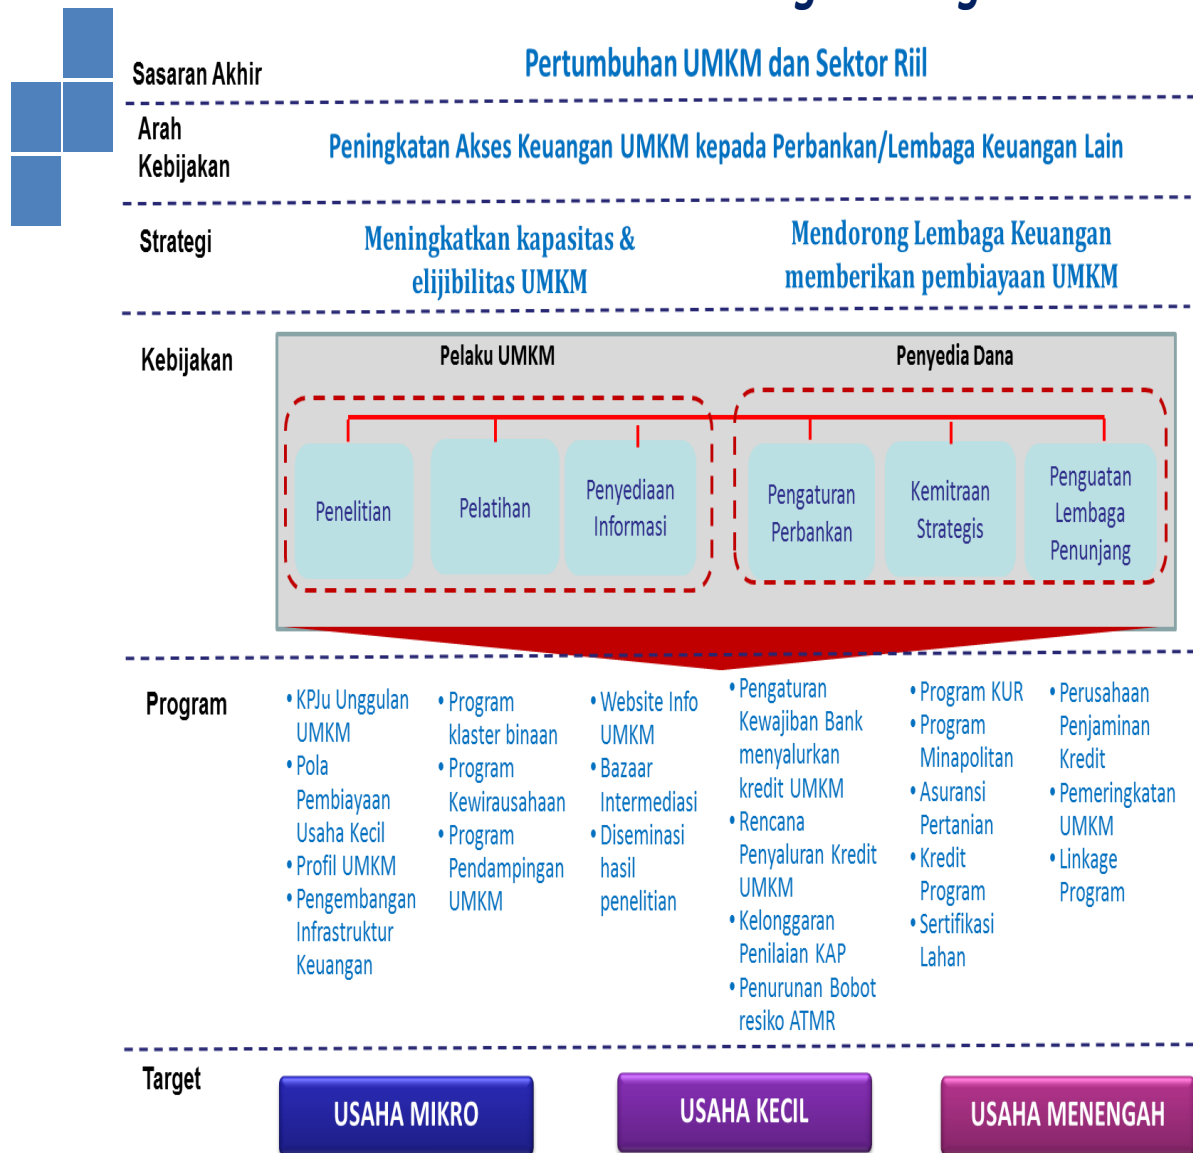 Sasaran Akhir
Pertumbuhan UMKM dan Sektor Riil
Arah
Kebijakan
Peningkatan Akses Keuangan UMKM kepada Perbankan/Lembaga Keuangan Lain
Strategi
Meningkatkan kapasitas &
elijibilitas UMKM
Mendorong Lembaga Keuangan
memberikan pembiayaan UMKM
Kebijakan
Pelaku UMKM
Penyedia Dana
Penelitian
Pelatihan
Penyediaan
Informasi
Pengaturan
Perbankan
Kemitraan
Strategis
Penguatan
Lembaga
Penunjang
Program
• KPJu Unggulan
UMKM
• Pola
Pembiayaan
Usaha Kecil
• Profil UMKM
• Pengembangan
Infrastruktur
Keuangan
• Program
klaster binaan
• Program
Kewirausahaan
• Program
Pendampingan
UMKM
• Website Info
UMKM
• Bazaar
Intermediasi
• Diseminasi
hasil
penelitian
• Pengaturan
Kewajiban Bank
menyalurkan
kredit UMKM
• Rencana
Penyaluran Kredit
UMKM
• Kelonggaran
Penilaian KAP
• Penurunan Bobot
resiko ATMR
• Program KUR
• Program
Minapolitan
• Asuransi
Pertanian
• Kredit
Program
• Sertifikasi
Lahan
• Perusahaan
Penjaminan
Kredit
• Pemeringkatan
UMKM
• Linkage
Program
Target
USAHA MIKRO
USAHA KECIL
USAHA MENENGAH